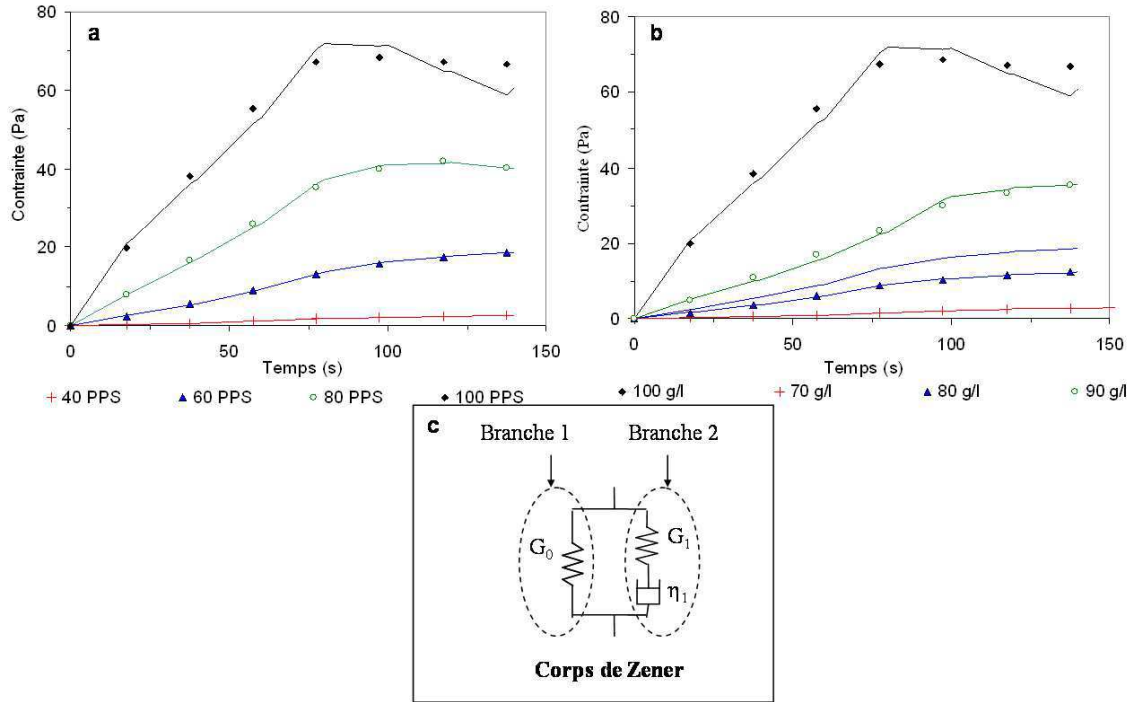 a
80
60
40
20
0
Contrainte (Pa)
0 50 100 150
Temps (s)
+ 40 PPS ▲ 60 PPS ○ 80 PPS ◆ 100 PPS
b
80
60
40
20
0
Contrainte (Pa)
0 50 100 150
Temps (s)
◆ 100 g/l + 70 g/l ▲ 80 g/l ○ 90 g/l
c
Branche 1 Branche 2
G₀ G₁
η₁
Corps de Zener